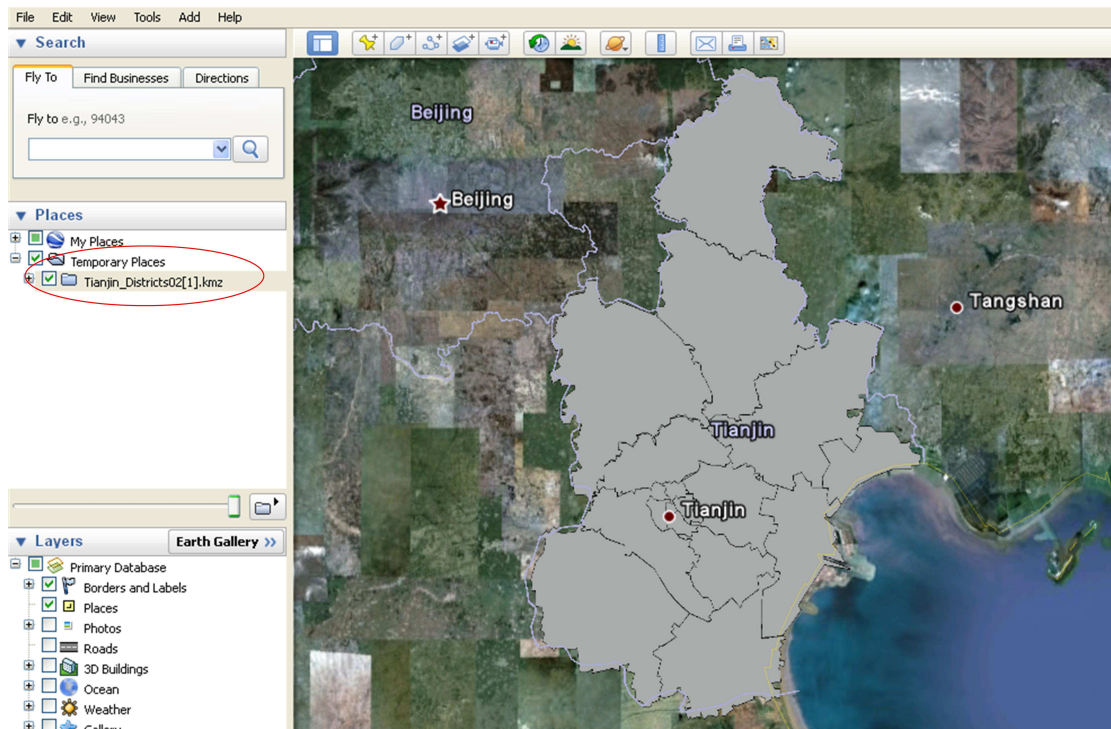 File Edit View Tools Add Help
Search
Fly To Find Businesses Directions
Fly to e.g., 94043
Places
My Places
Temporary Places
Tianjin_Districts02[1].kmz
Layers Earth Gallery >>
Primary Database
Borders and Labels
Places
Photos
Roads
3D Buildings
Ocean
Weather
Gallery
Beijing
Beijing
Tangshan
Tianjin
Tianjin